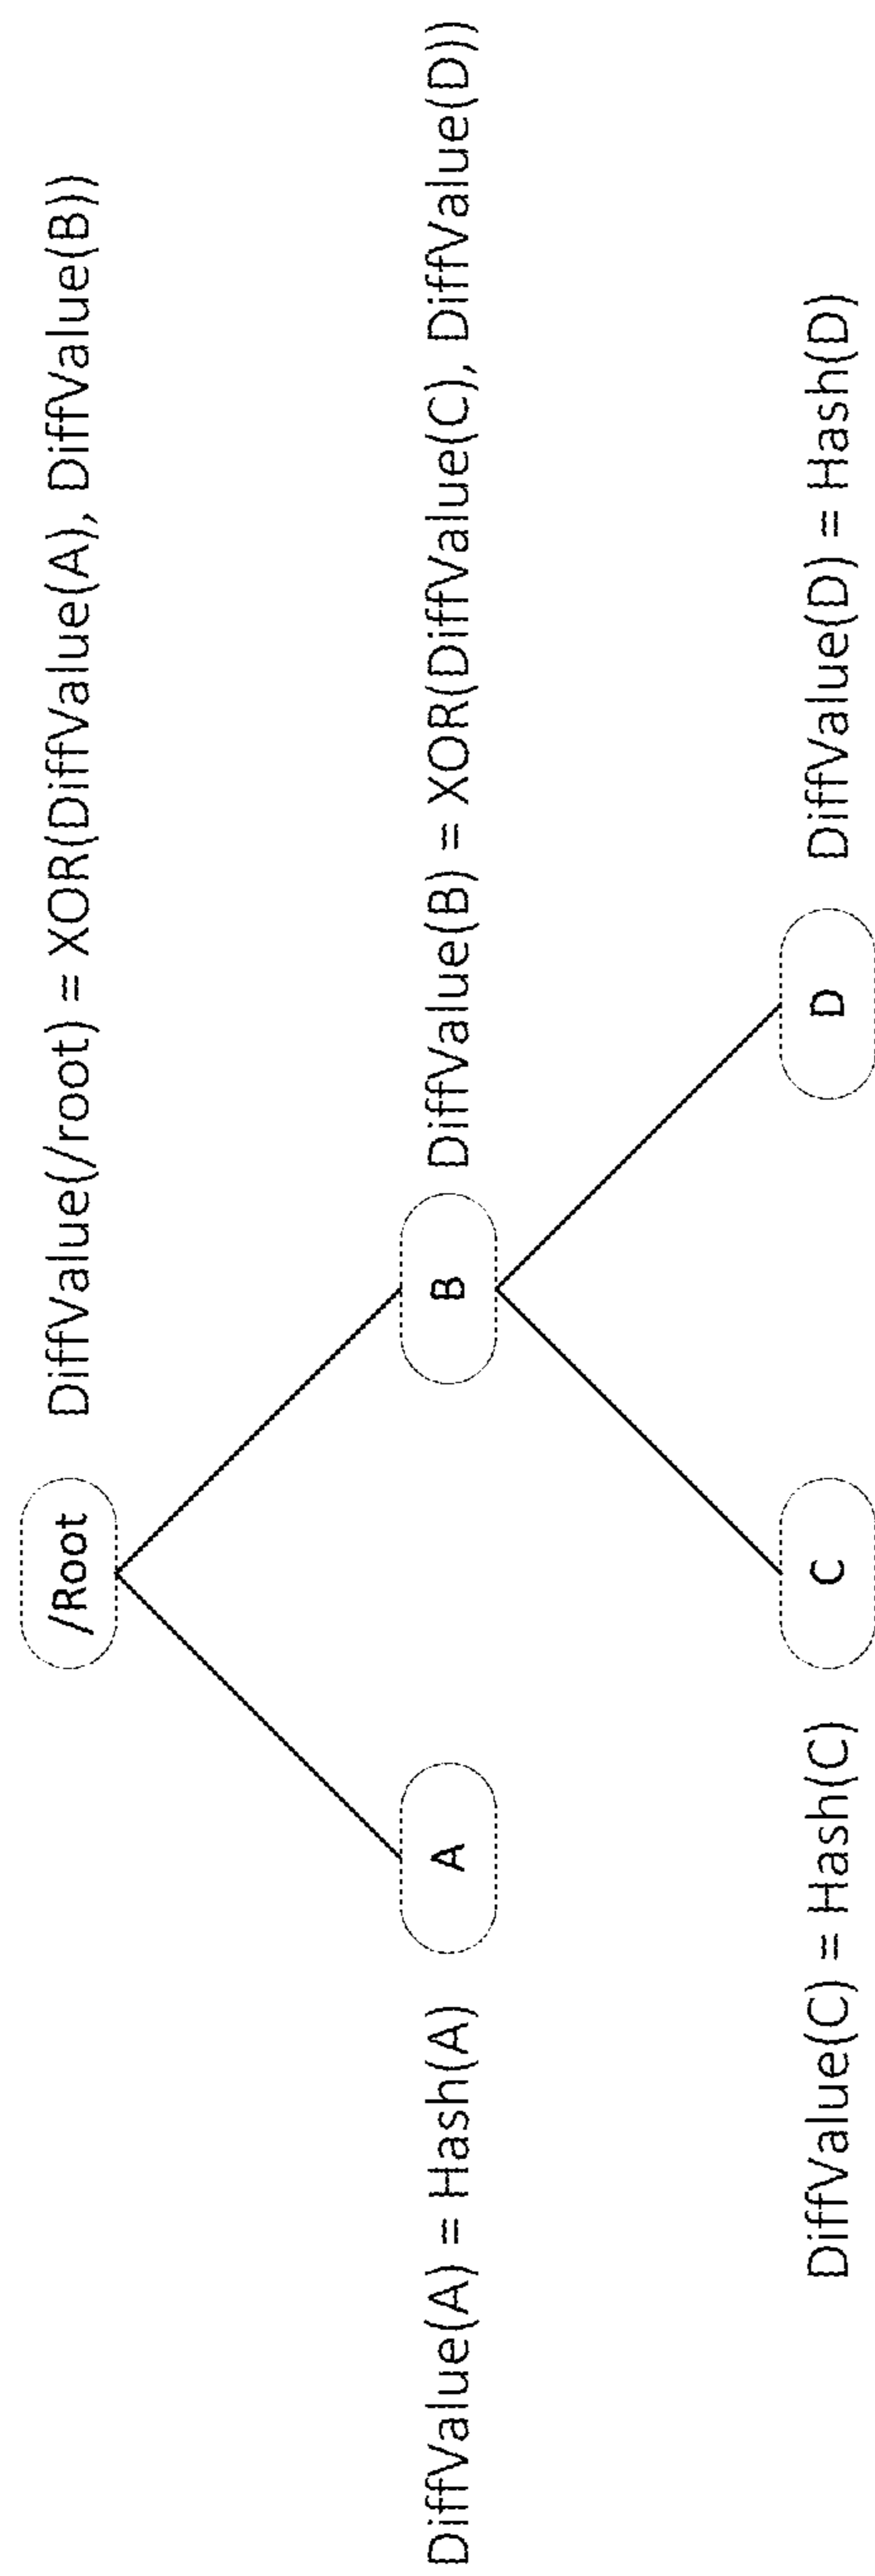 /Root
DiffValue(/root) = XOR(DiffValue(A), DiffValue(B))
DiffValue(A) = Hash(A)
A
B
DiffValue(B) = XOR(DiffValue(C), DiffValue(D))
DiffValue(C) = Hash(C)
C
D
DiffValue(D) = Hash(D)